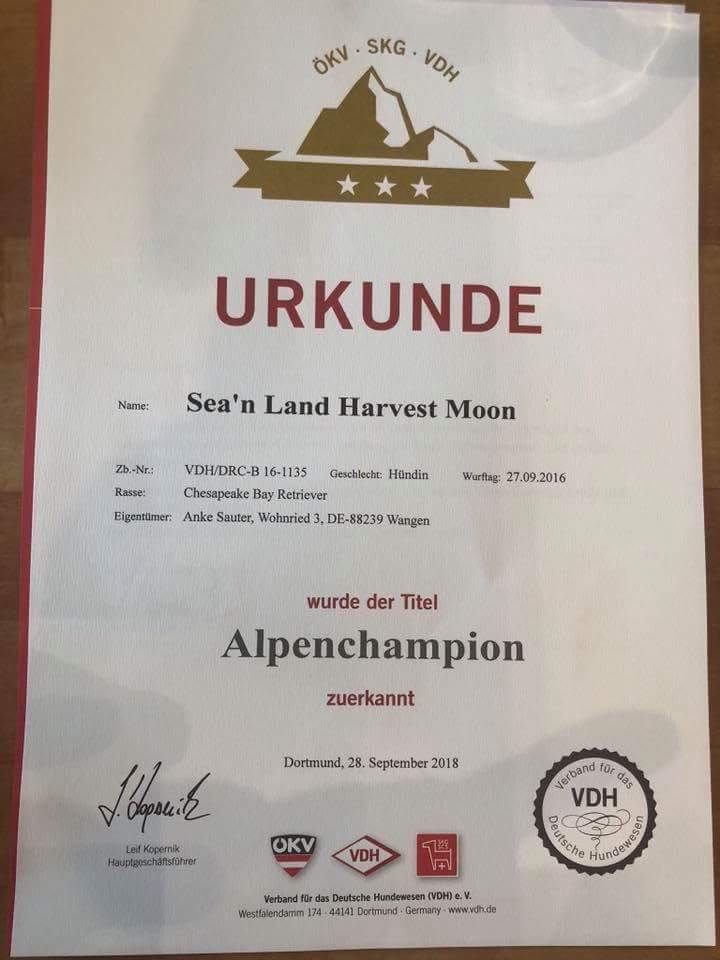 ÖKV · SKG · VDH
URKUNDE
Name: Sea'n Land Harvest Moon
Zb.-Nr.: VDH/DRC-B 16-1135 Geschlecht: Hündin Wurftag: 27.09.2016
Rasse: Chesapeake Bay Retriever
Eigentümer: Anke Sauter, Wohnried 3, DE-88239 Wangen
wurde der Titel
Alpenchampion
zuerkannt
Dortmund, 28. September 2018
Leif Kopernik
Hauptgeschäftsführer
ÖKV
VDH
Verband für das
VDH
Deutsche Hundewesen
Verband für das Deutsche Hundewesen (VDH) e. V.
Westfalendamm 174 · 44141 Dortmund · Germany · www.vdh.de